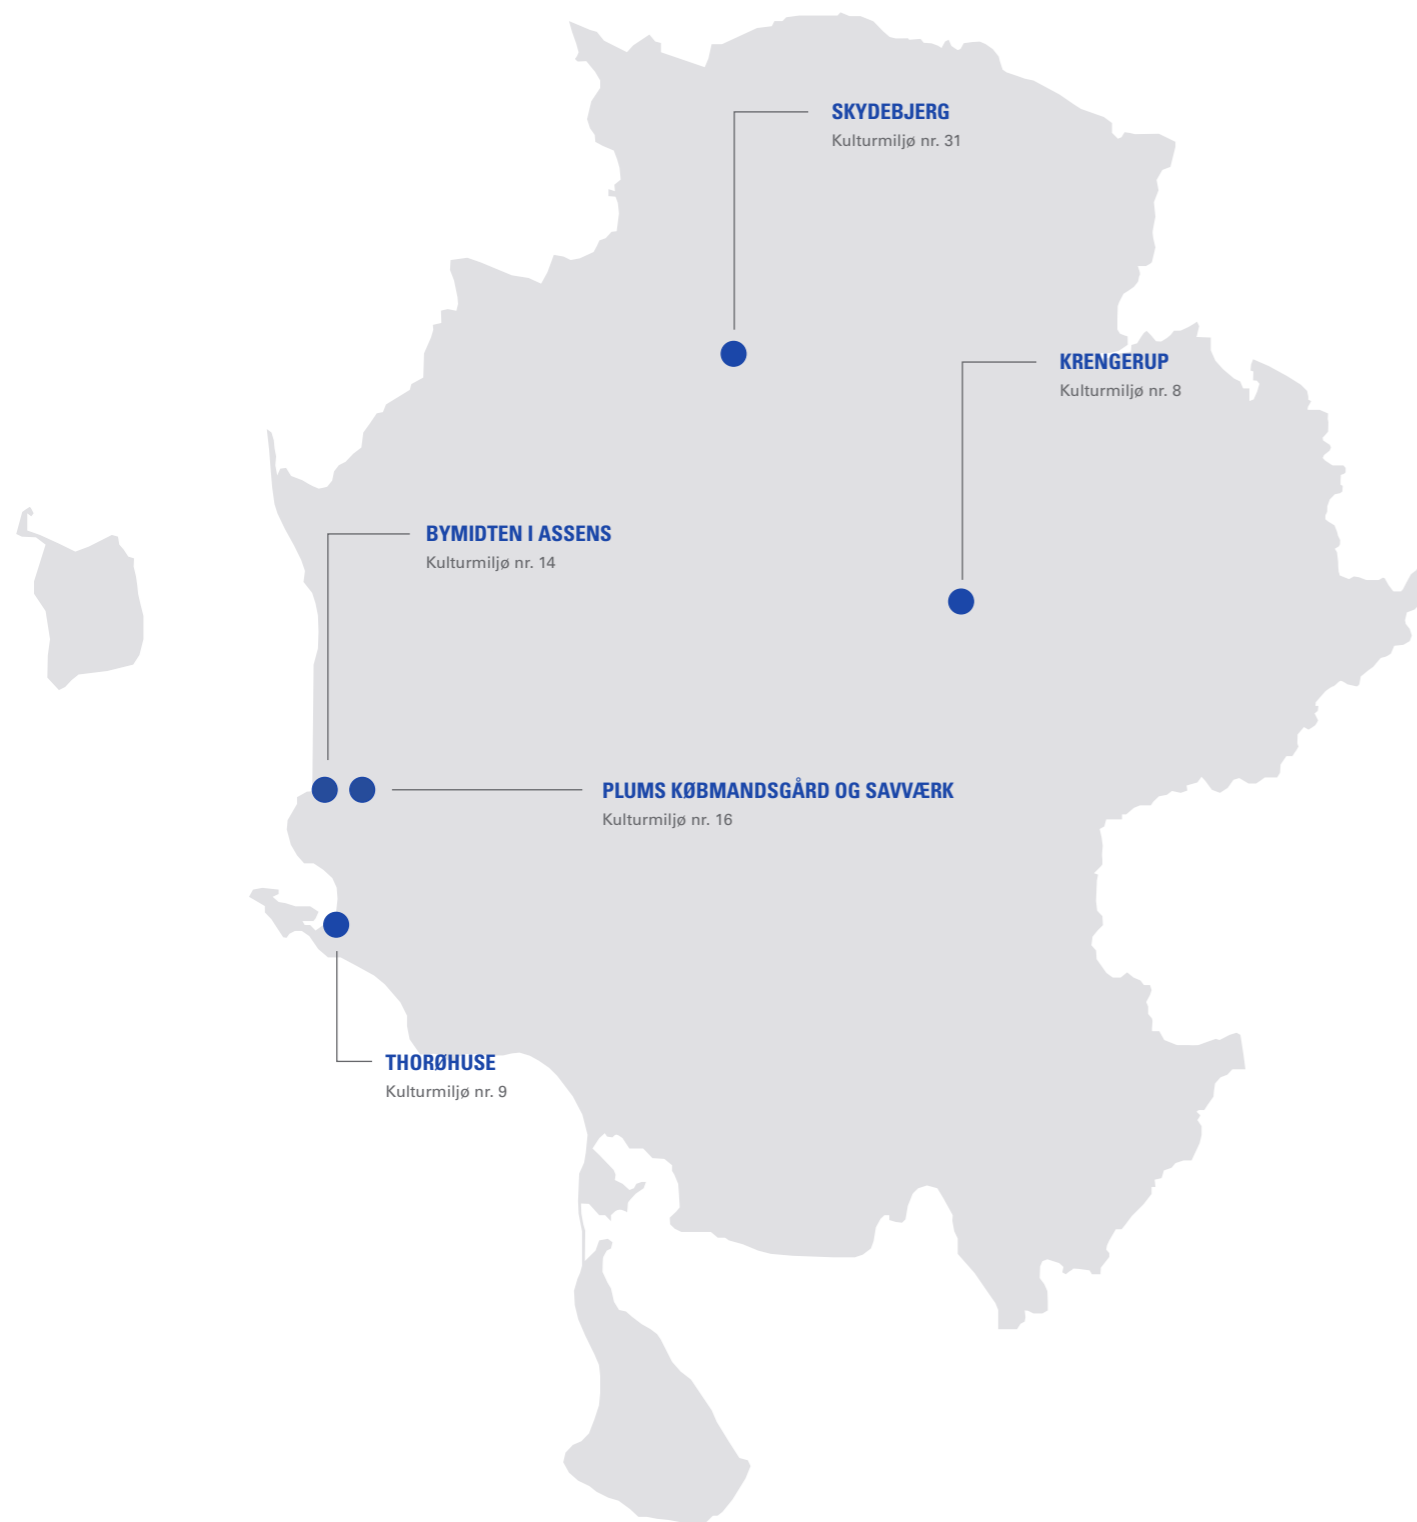 SKYDEBJERG
Kulturmiljø nr. 31
KRENGERUP
Kulturmiljø nr. 8
BYMIDTEN I ASSENS
Kulturmiljø nr. 14
PLUMS KØBMANDSGÅRD OG SAVVÆRK
Kulturmiljø nr. 16
THORØHUSE
Kulturmiljø nr. 9